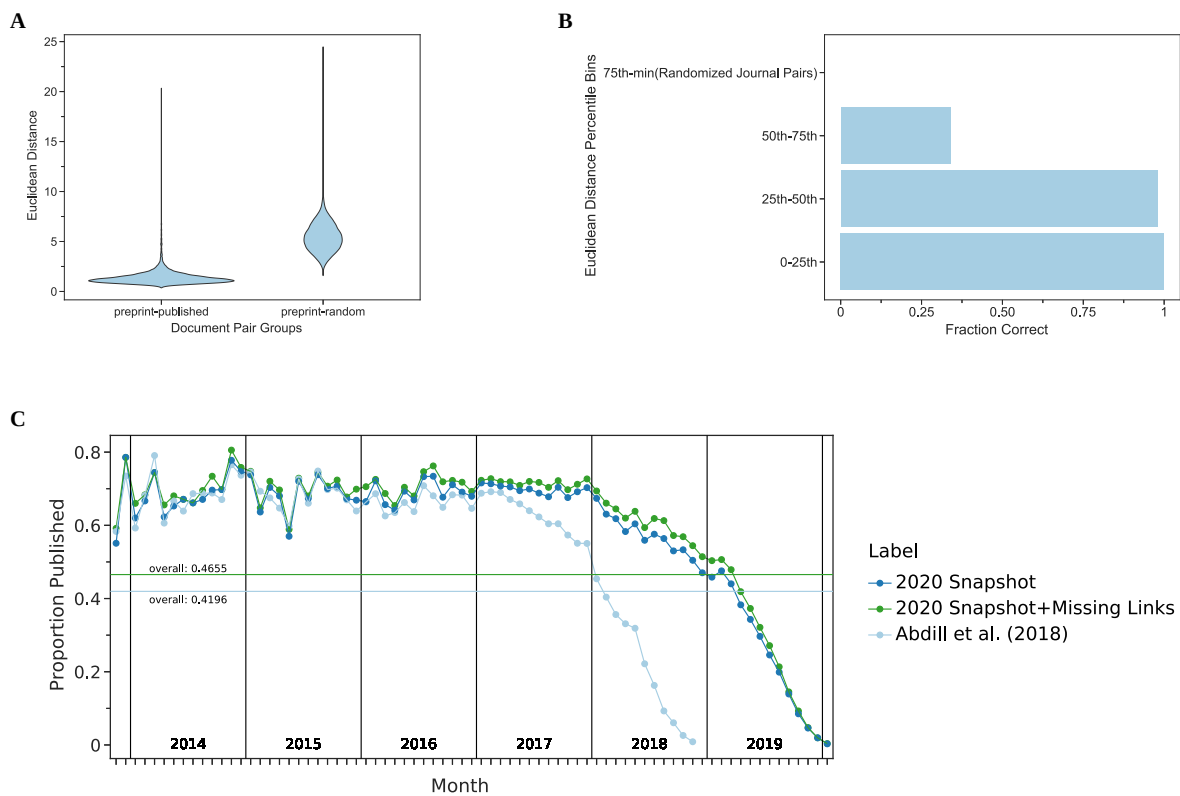 A
25
20
15
10
5
0
Euclidean Distance
preprint-published
preprint-random
Document Pair Groups
B
Euclidean Distance Percentile Bins
75th-min(Randomized Journal Pairs)
50th-75th
25th-50th
0-25th
0
0.25
0.50
0.75
1
Fraction Correct
C
0.8
0.6
0.4
0.2
0
Proportion Published
overall: 0.4655
overall: 0.4196
2014
2015
2016
2017
2018
2019
Month
Label
2020 Snapshot
2020 Snapshot+Missing Links
Abdill et al. (2018)